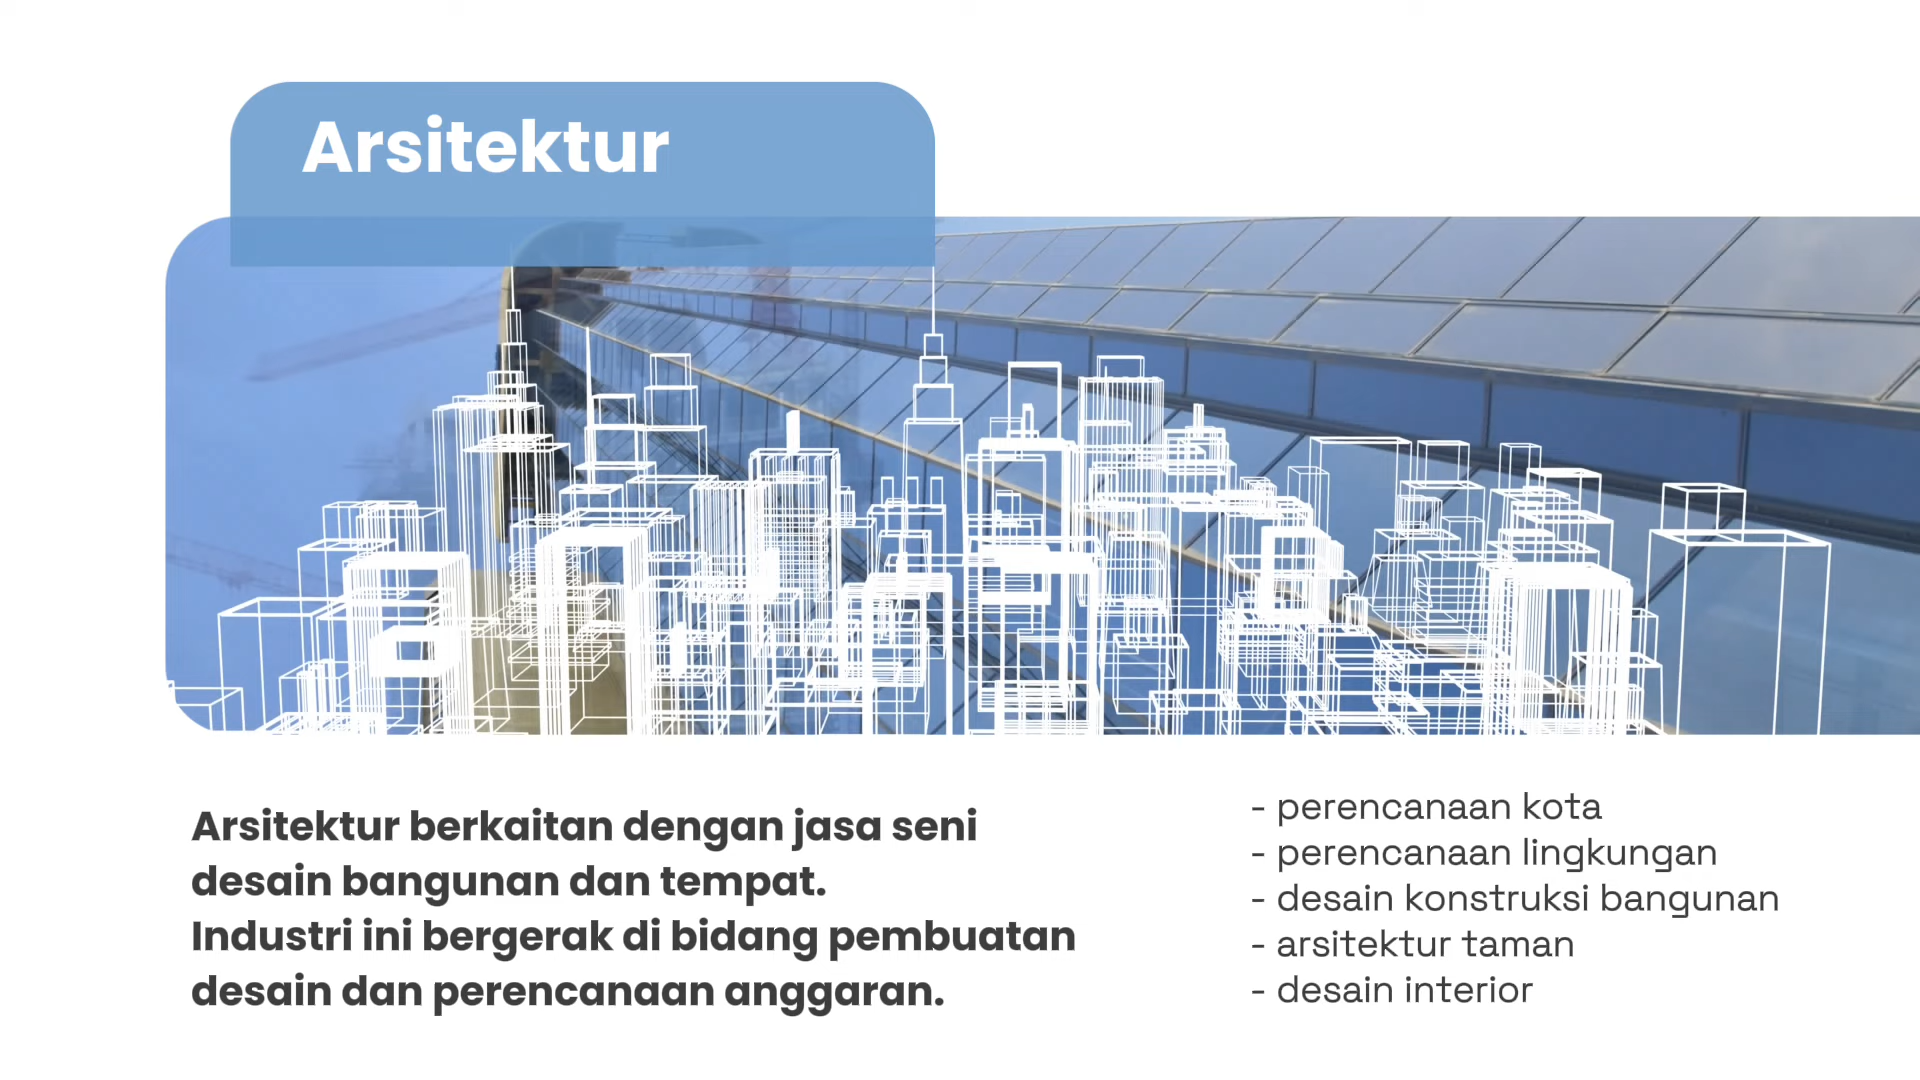 Arsitektur
Arsitektur berkaitan dengan jasa seni
desain bangunan dan tempat.
Industri ini bergerak di bidang pembuatan
desain dan perencanaan anggaran.
- perencanaan kota
- perencanaan lingkungan
- desain konstruksi bangunan
- arsitektur taman
- desain interior